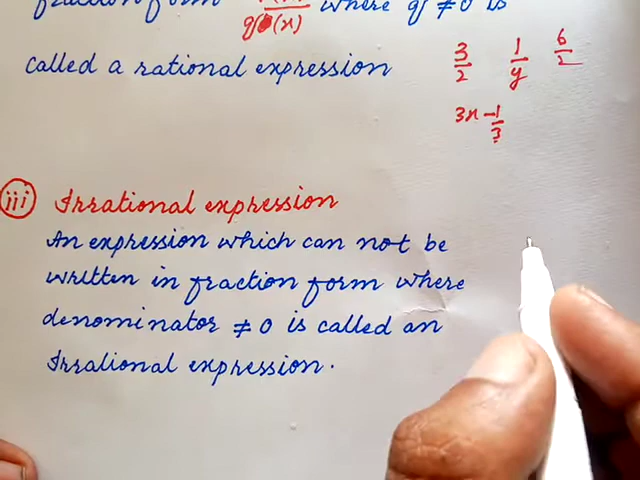 fraction form where q ≠ 0 is
q(x)
called a rational expression
3/2 1/y 6/2
3x - 1/3
iii Irrational expression
An expression which can not be
written in fraction form where
denominator ≠ 0 is called an
Irralional expression.